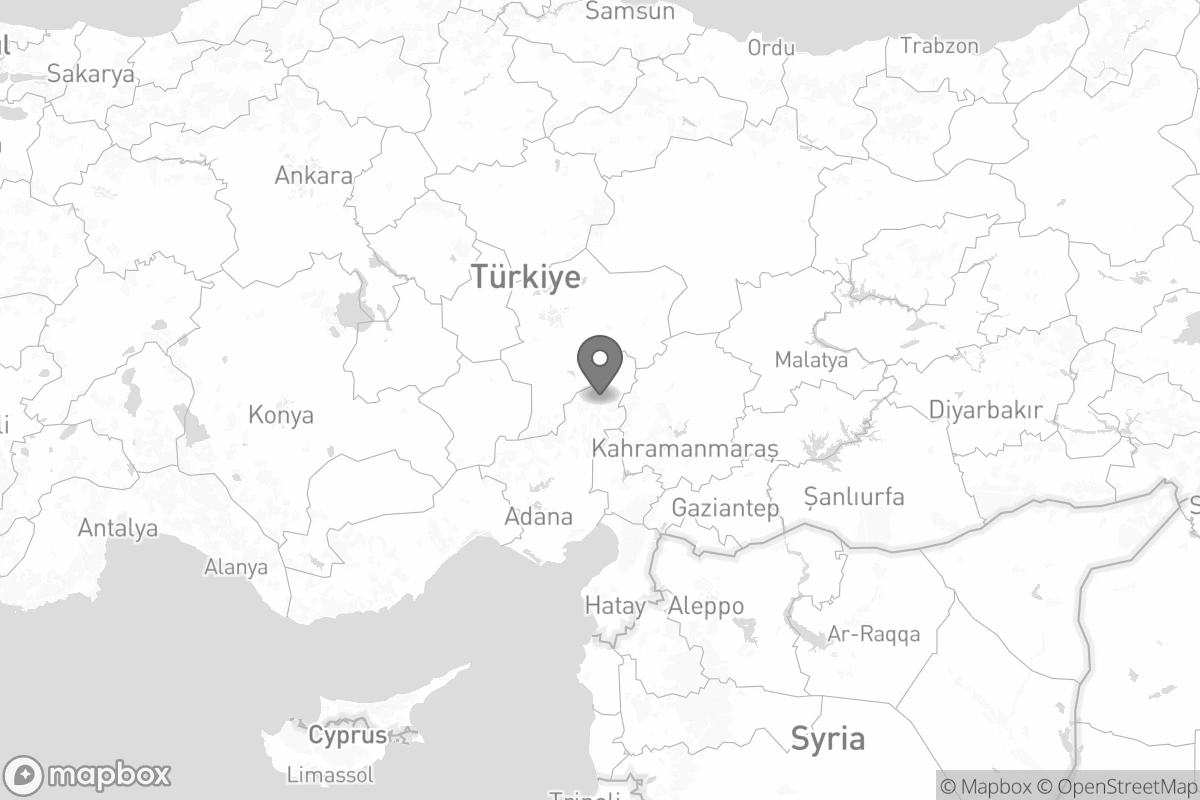 Samsun
Ordu
Trabzon
Sakarya
Ankara
Türkiye
Malatya
Konya
Diyarbakır
Kahramanmaraş
Şanlıurfa
Gaziantep
Adana
Antalya
Alanya
Hatay
Aleppo
Ar-Raqqa
Cyprus
Syria
Limassol
mapbox
© Mapbox © OpenStreetMap